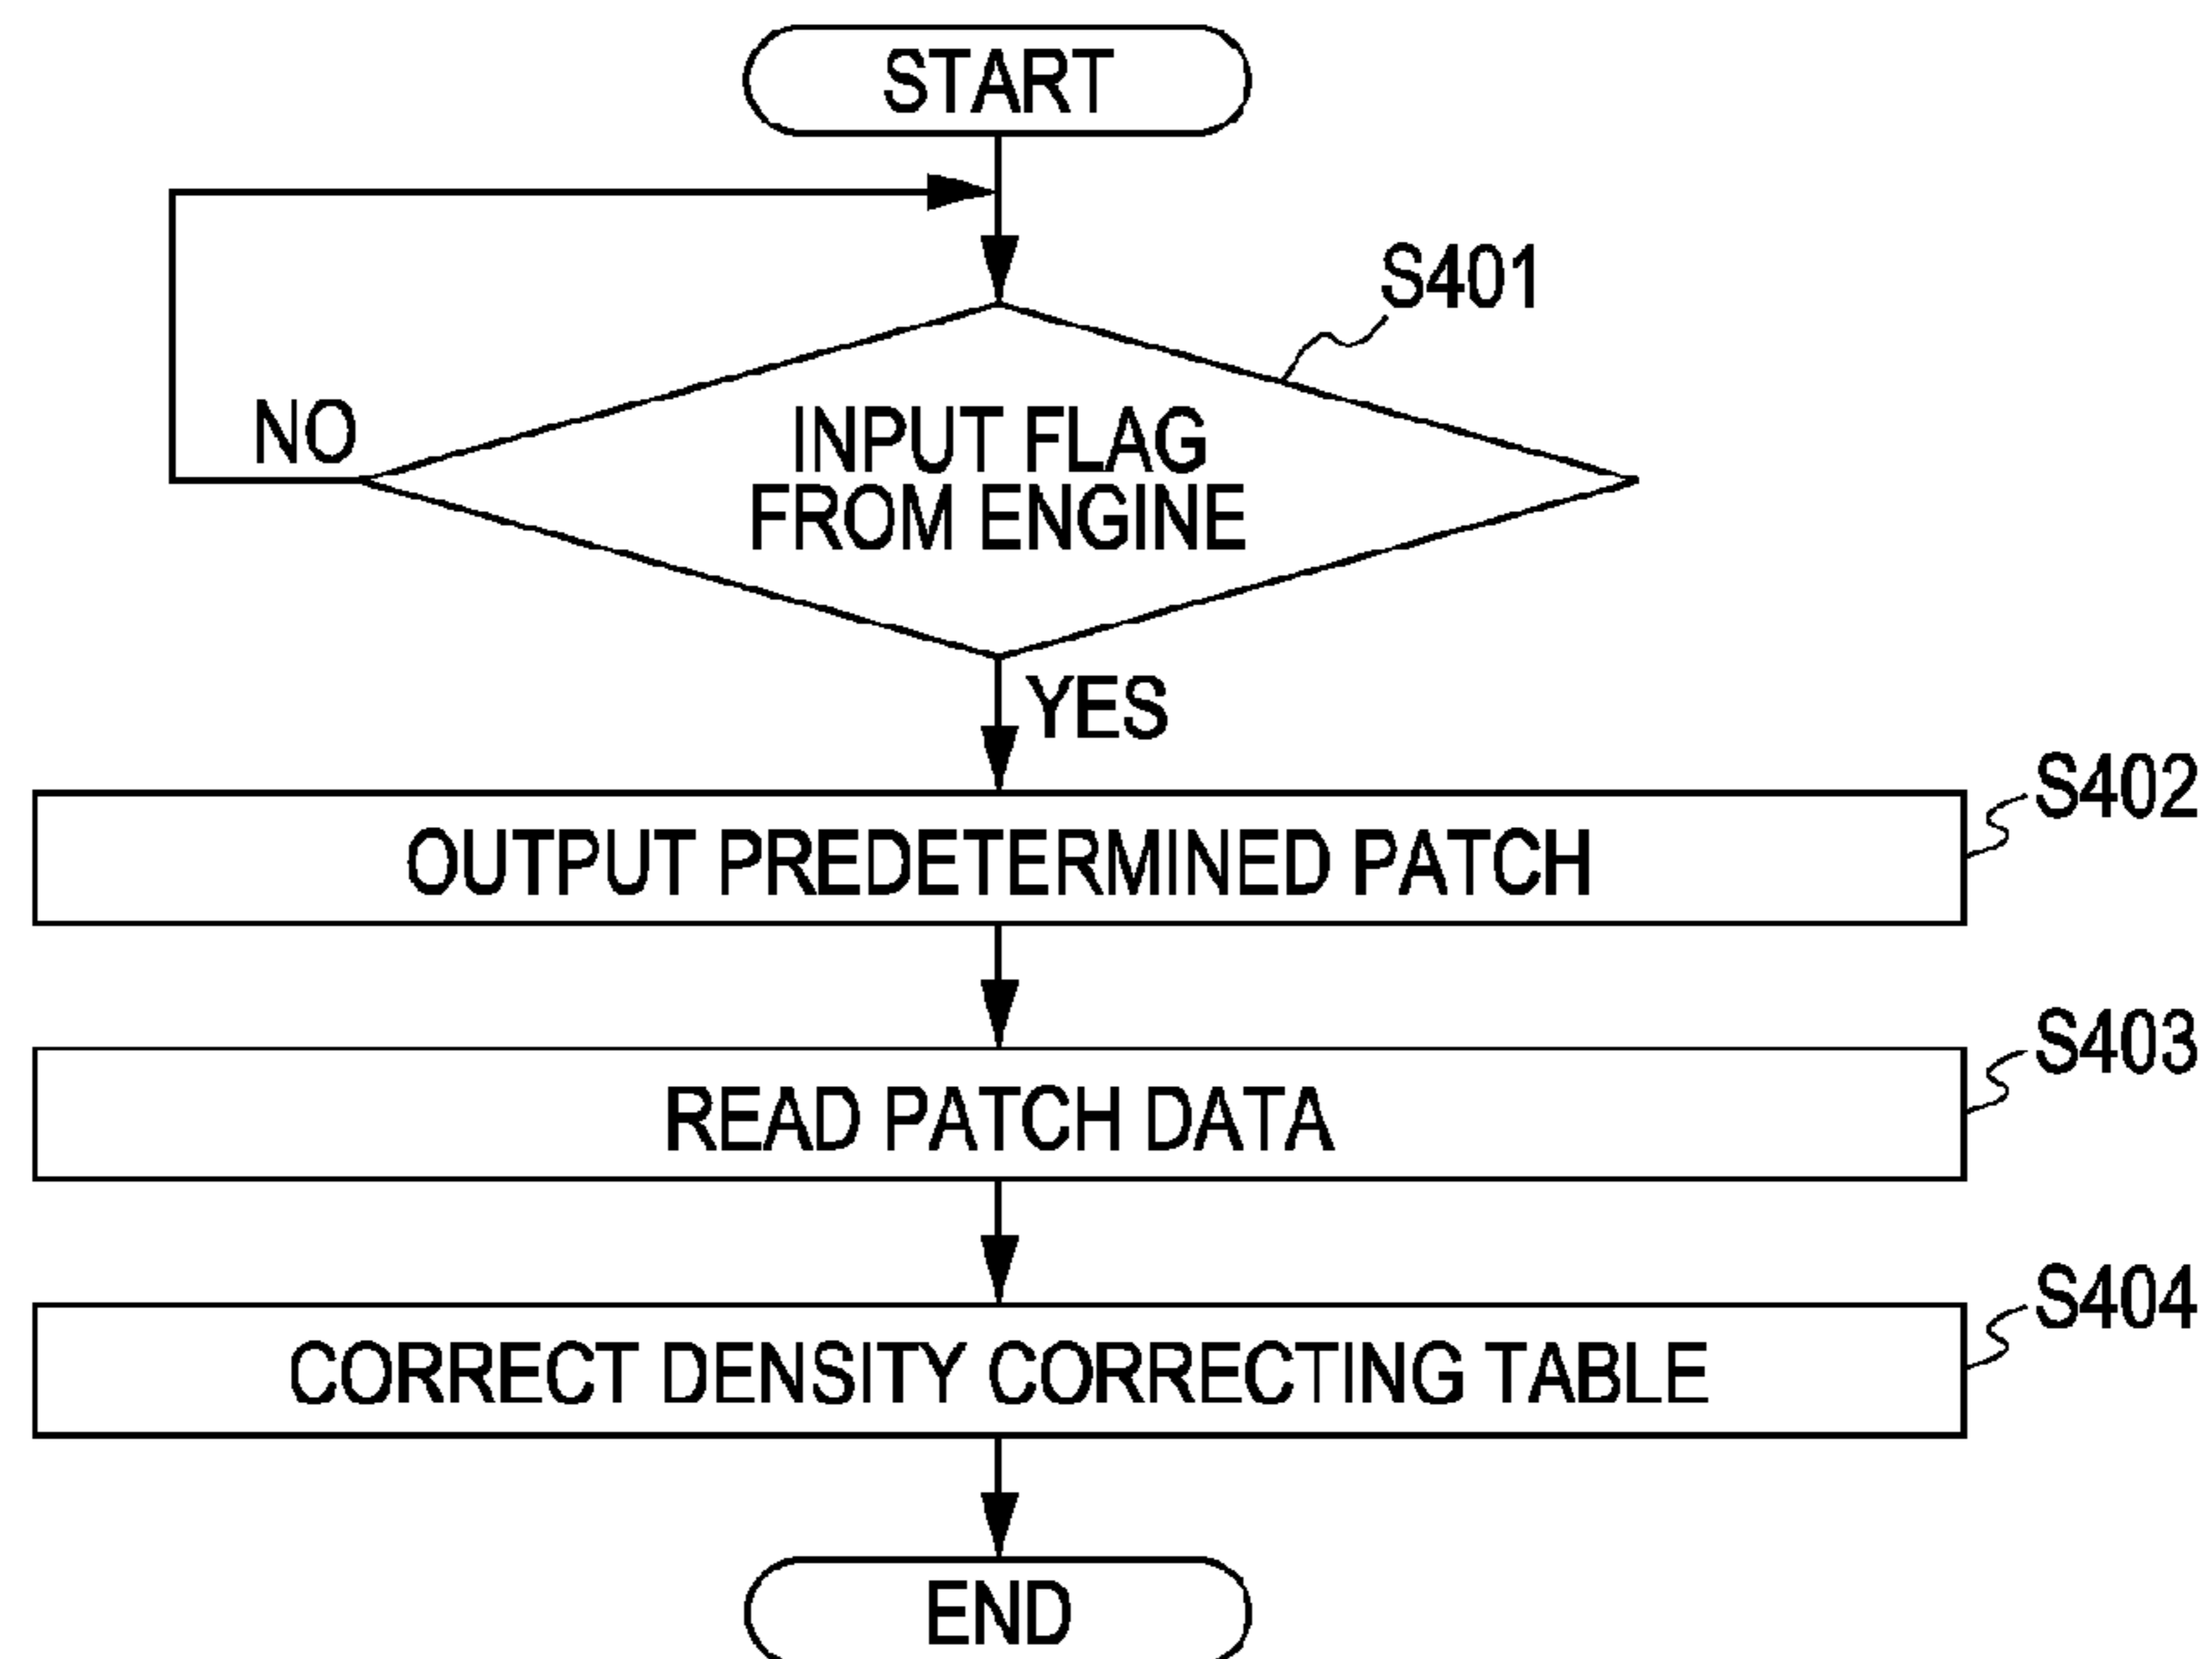 START
S401
NO
INPUT FLAG
FROM ENGINE
YES
S402
OUTPUT PREDETERMINED PATCH
S403
READ PATCH DATA
S404
CORRECT DENSITY CORRECTING TABLE
END